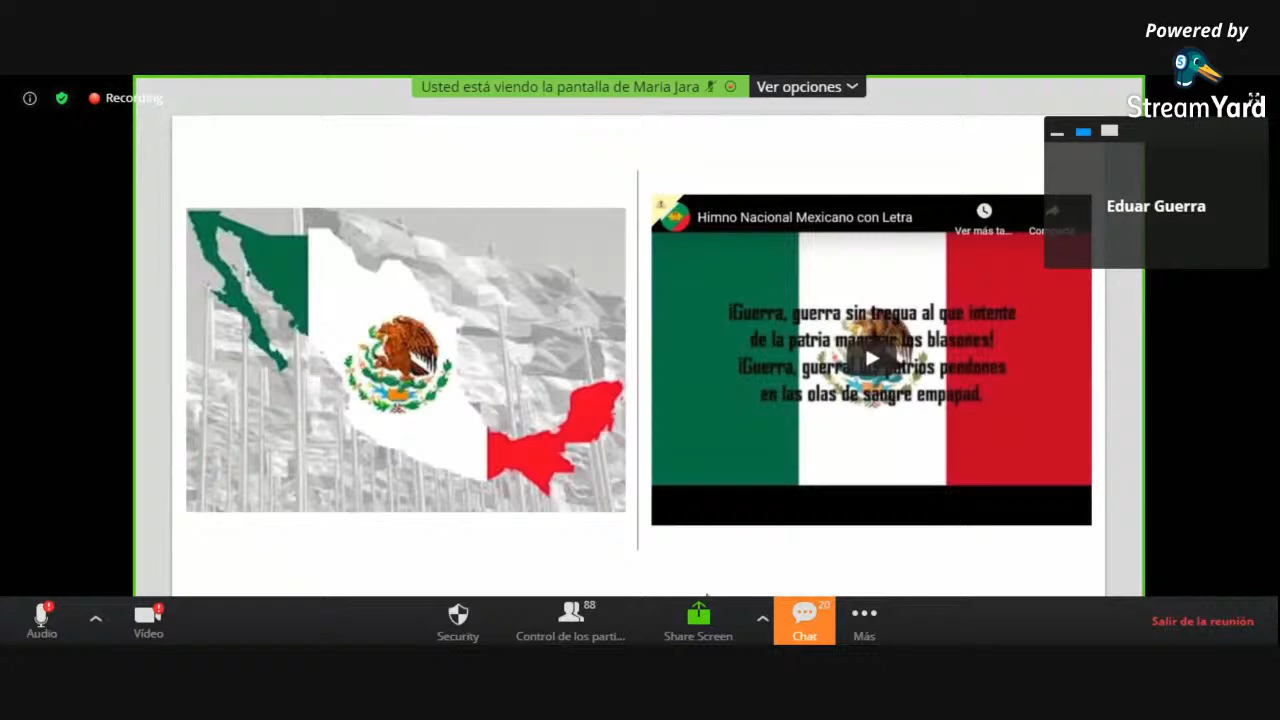 Powered by
StreamYard
Recording
Usted está viendo la pantalla de Maria Jara
Ver opciones
Eduar Guerra
Himno Nacional Mexicano con Letra
Ver más ta...
¡Guerra, guerra sin tregua al que intente
de la patria manchar los blasones!
¡Guerra, guerra! los patrios pendones
en las olas de sangre empapad.
Audio
Vídeo
Security
88
Control de los parti...
Share Screen
20
Chat
Más
Salir de la reunión